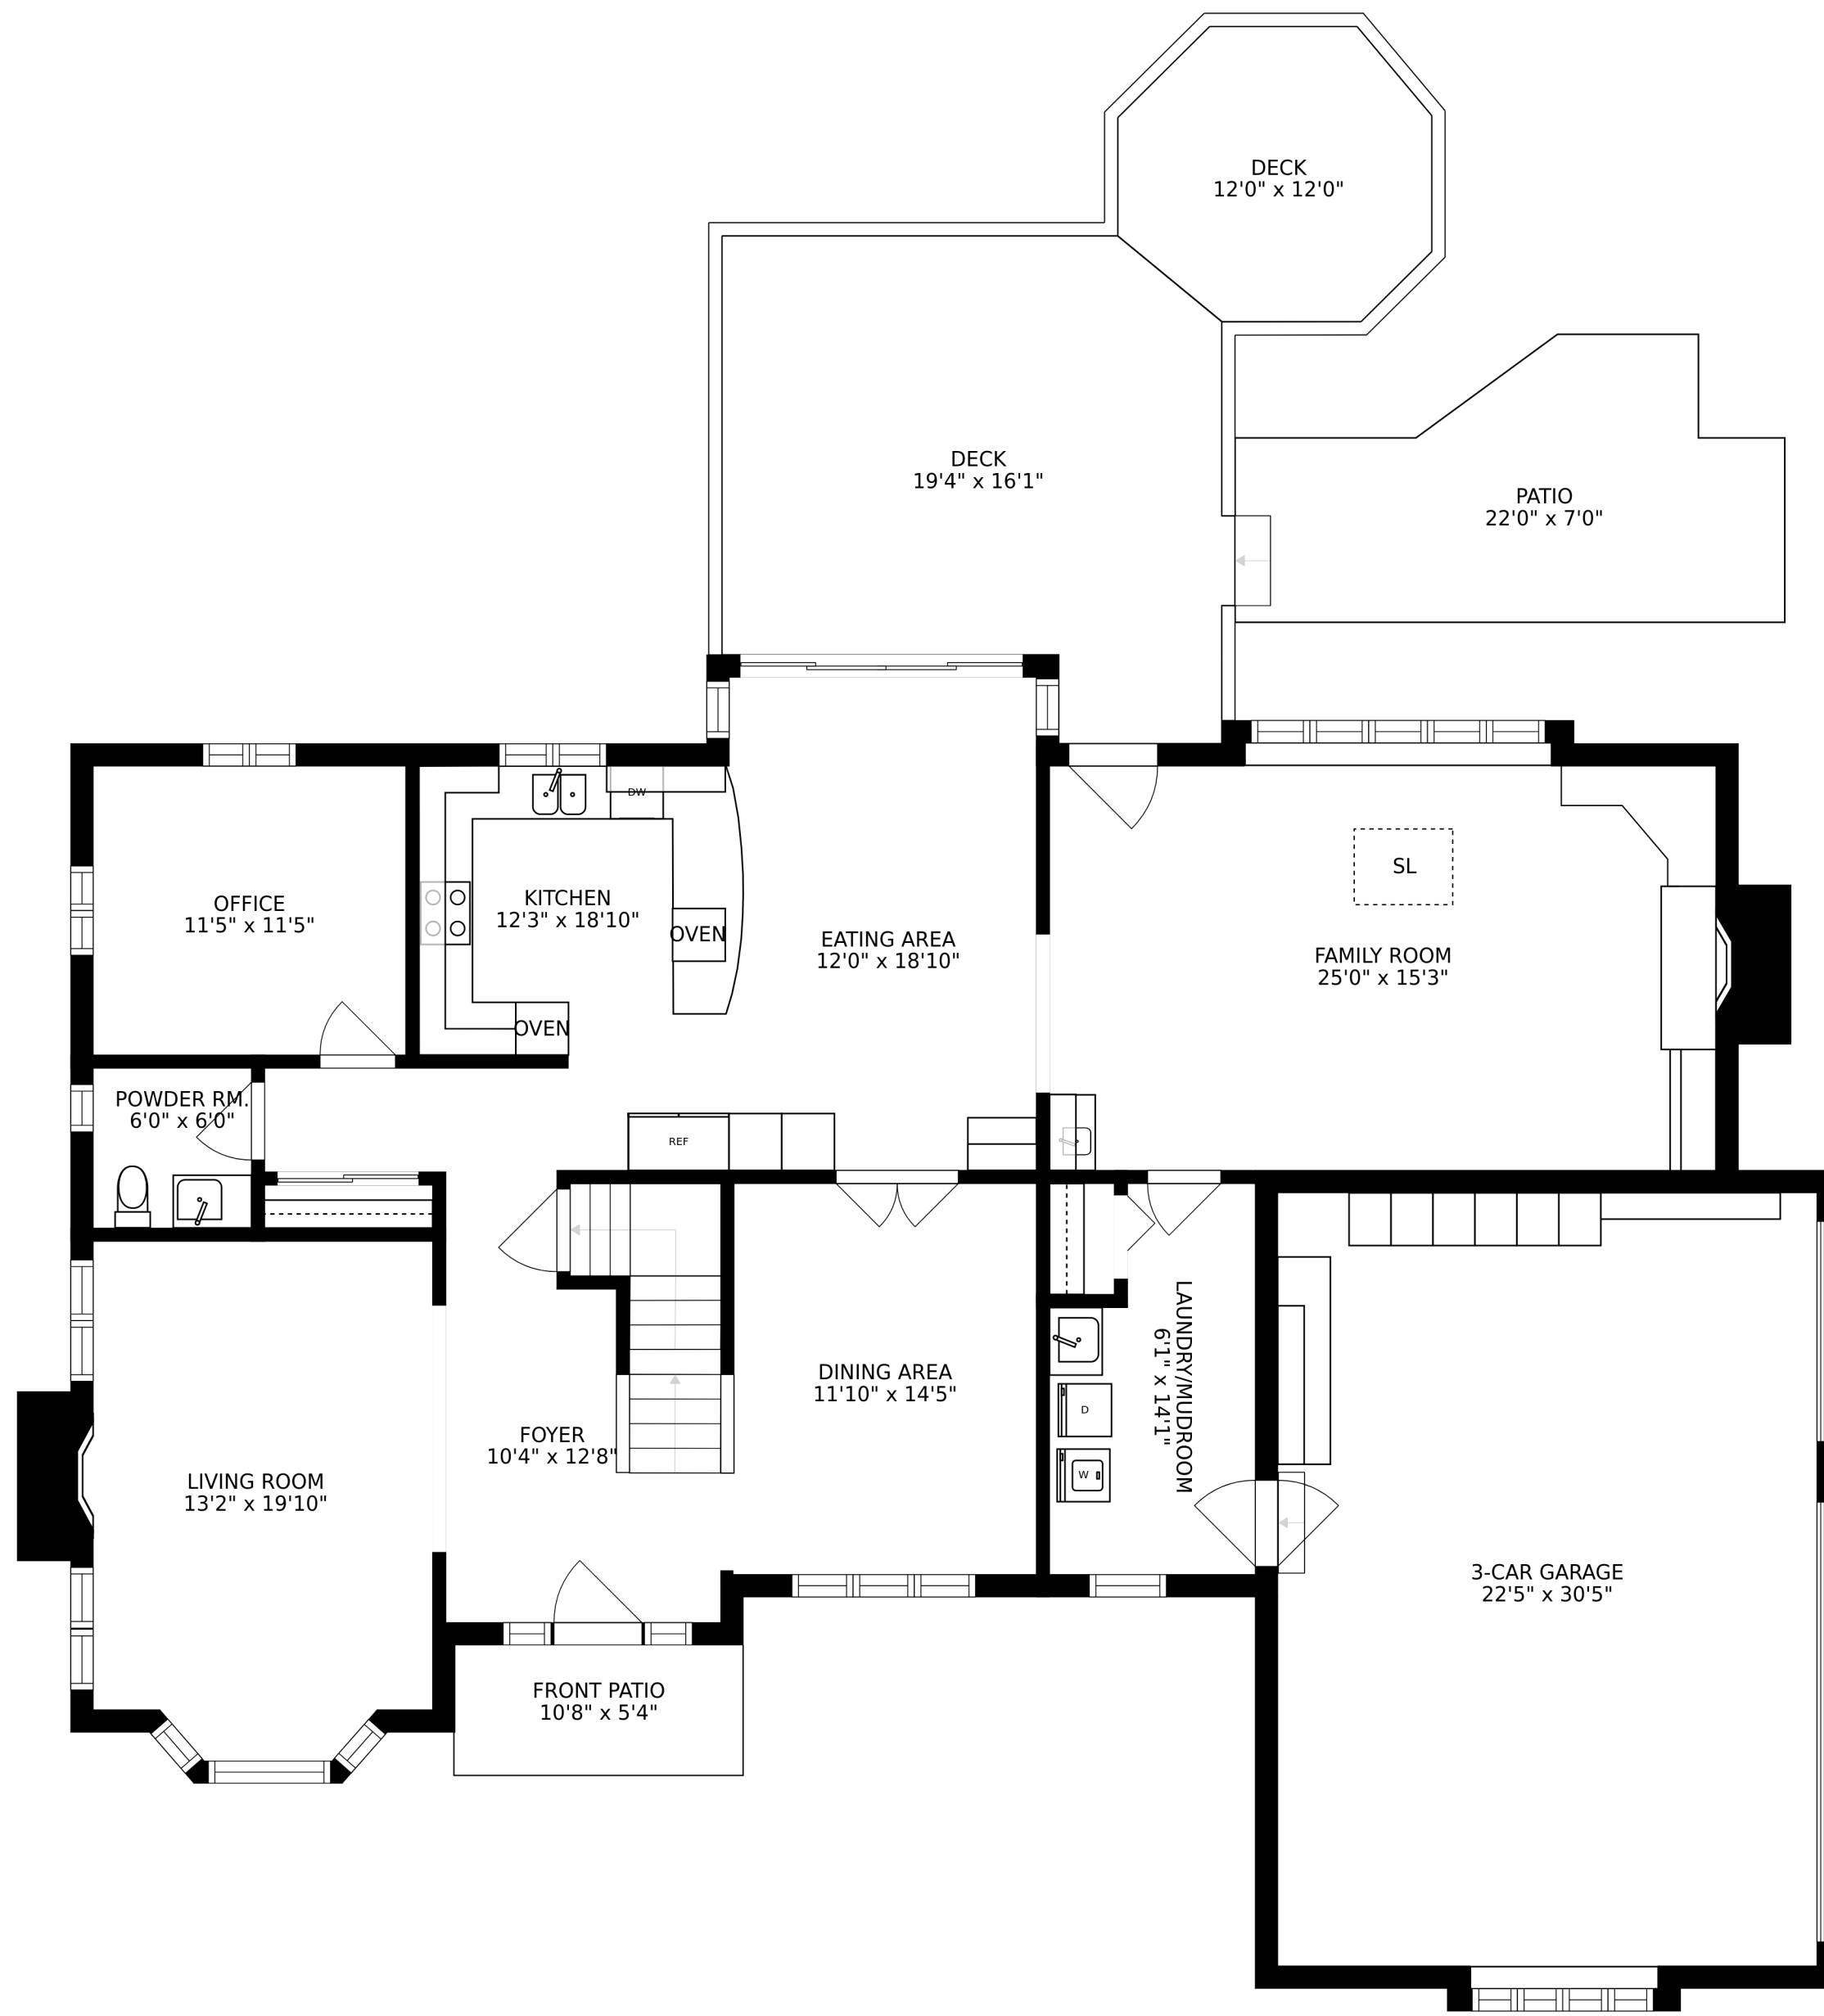 DECK
12'0" x 12'0"
DECK
19'4" x 16'1"
PATIO
22'0" x 7'0"
DW
SL
OFFICE
11'5" x 11'5"
KITCHEN
12'3" x 18'10"
OVEN
EATING AREA
12'0" x 18'10"
FAMILY ROOM
25'0" x 15'3"
OVEN
POWDER RM.
6'0" x 6'0"
REF
LAUNDRY/MUDROOM
6'1" x 14'1"
DINING AREA
11'10" x 14'5"
D
FOYER
10'4" x 12'8"
W
LIVING ROOM
13'2" x 19'10"
3-CAR GARAGE
22'5" x 30'5"
FRONT PATIO
10'8" x 5'4"